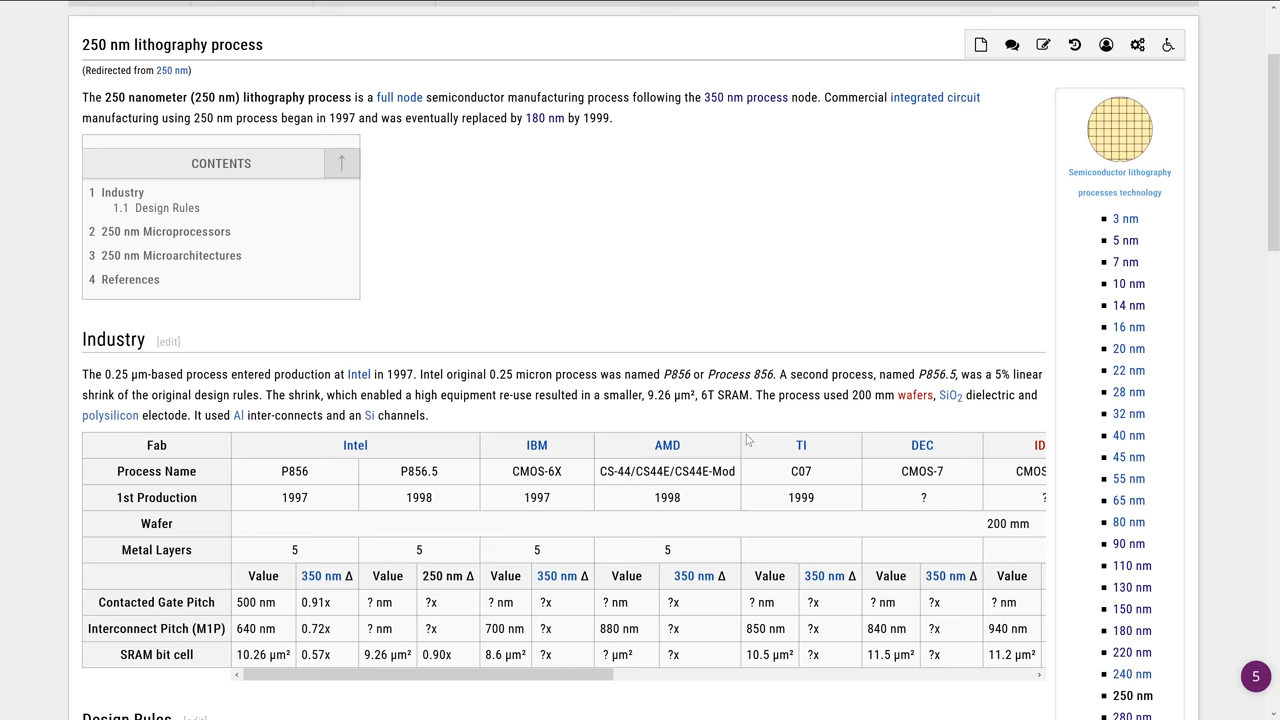 250 nm lithography process
(Redirected from 250 nm)
The 250 nanometer (250 nm) lithography process is a full node semiconductor manufacturing process following the 350 nm process node. Commercial integrated circuit
manufacturing using 250 nm process began in 1997 and was eventually replaced by 180 nm by 1999.
CONTENTS ↑
1 Industry
1.1 Design Rules
2 250 nm Microprocessors
3 250 nm Microarchitectures
4 References
Industry [edit]
The 0.25 µm-based process entered production at Intel in 1997. Intel original 0.25 micron process was named P856 or Process 856. A second process, named P856.5, was a 5% linear
shrink of the original design rules. The shrink, which enabled a high equipment re-use resulted in a smaller, 9.26 µm², 6T SRAM. The process used 200 mm wafers, SiO2 dielectric and
polysilicon electode. It used Al inter-connects and an Si channels.
Fab Intel IBM AMD TI DEC ID
Process Name P856 P856.5 CMOS-6X CS-44/CS44E/CS44E-Mod C07 CMOS-7 CMOS
1st Production 1997 1998 1997 1998 1999 ? ?
Wafer 200 mm
Metal Layers 5 5 5 5
Value 350 nm Δ Value 250 nm Δ Value 350 nm Δ Value 350 nm Δ Value 350 nm Δ Value 350 nm Δ Value
Contacted Gate Pitch 500 nm 0.91x ? nm ?x ? nm ?x ? nm ?x ? nm ?x ? nm ?x ? nm
Interconnect Pitch (M1P) 640 nm 0.72x ? nm ?x 700 nm ?x 880 nm ?x 850 nm ?x 840 nm ?x 940 nm
SRAM bit cell 10.26 µm² 0.57x 9.26 µm² 0.90x 8.6 µm² ?x ? µm² ?x 10.5 µm² ?x 11.5 µm² ?x 11.2 µm²
Design Rules [edit]
Semiconductor lithography
processes technology
3 nm
5 nm
7 nm
10 nm
14 nm
16 nm
20 nm
22 nm
28 nm
32 nm
40 nm
45 nm
55 nm
65 nm
80 nm
90 nm
110 nm
130 nm
150 nm
180 nm
220 nm
240 nm
250 nm
280 nm
5